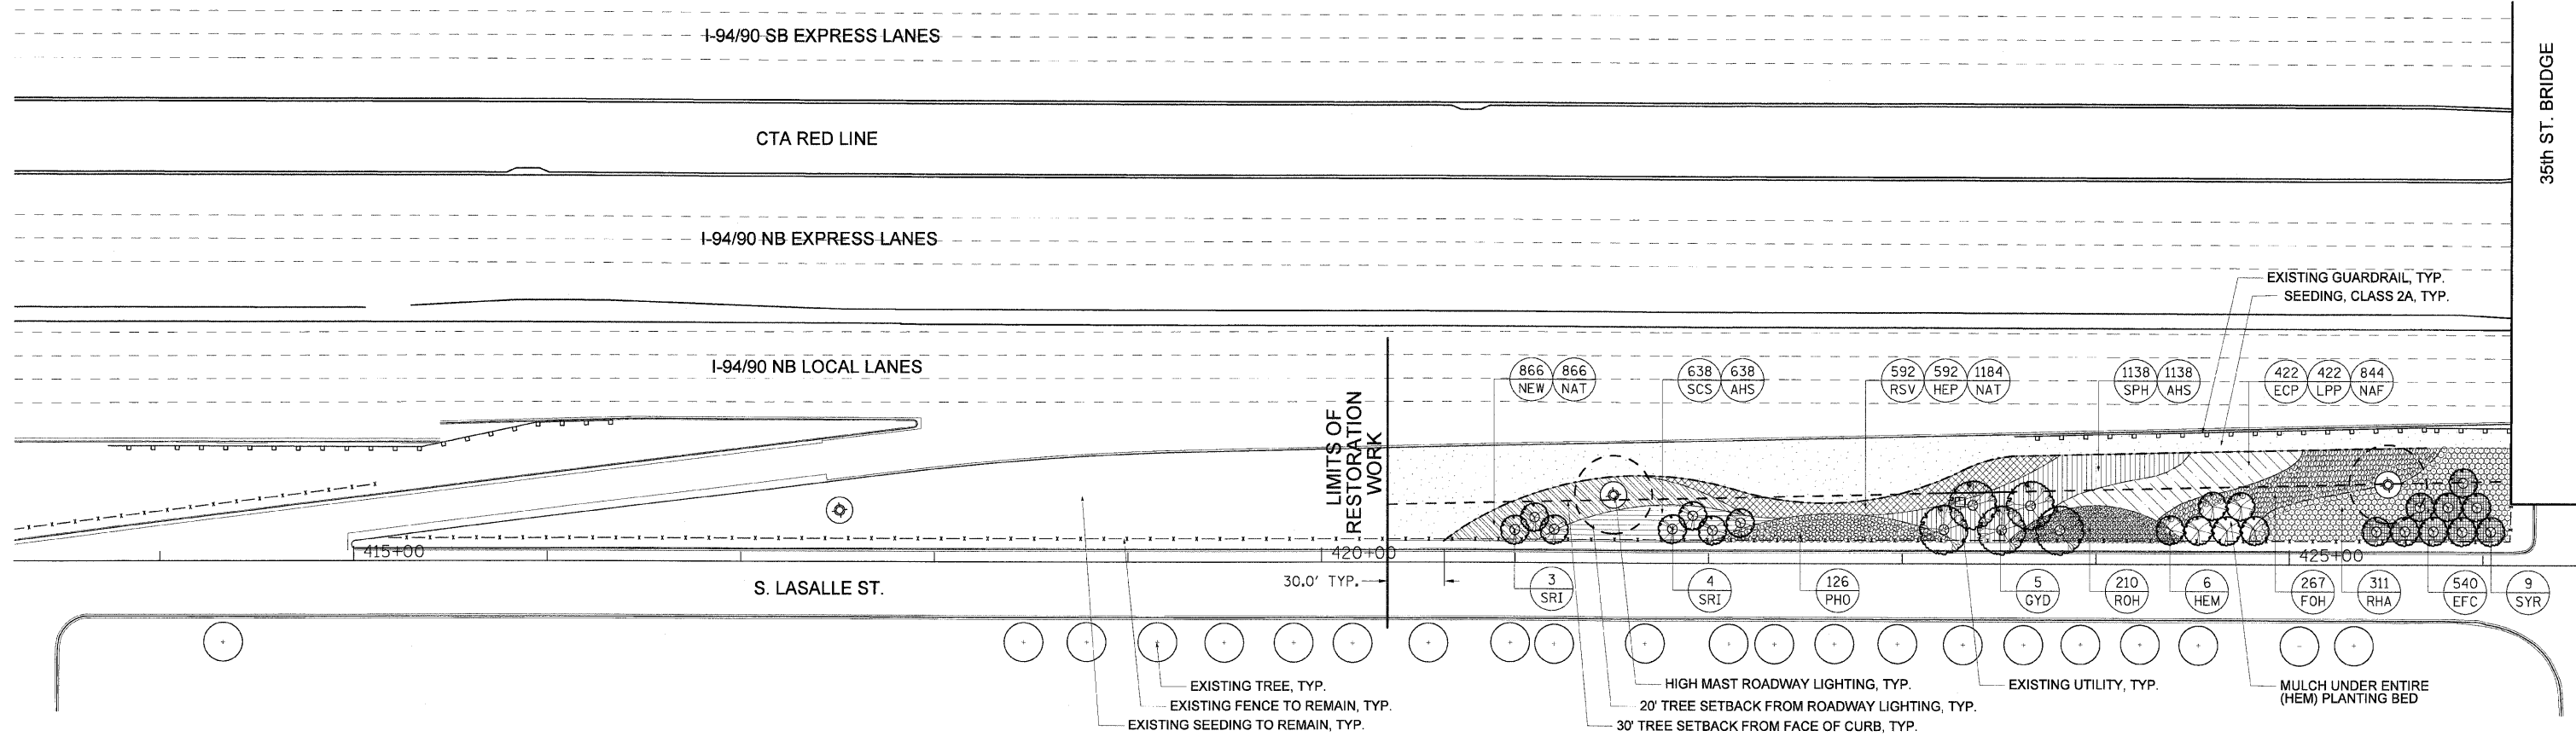 I-94/90 SB EXPRESS LANES
35th ST. BRIDGE
CTA RED LINE
I-94/90 NB EXPRESS LANES
EXISTING GUARDRAIL, TYP.
SEEDING, CLASS 2A, TYP.
I-94/90 NB LOCAL LANES
866 866
NEW NAT
638 638
SCS AHS
592 592 1184
RSV HEP NAT
1138 1138
SPH AHS
422 422 844
ECP LPP NAF
LIMITS OF
RESTORATION
WORK
415+00
420+00
425+00
30.0' TYP.
S. LASALLE ST.
3
SRI
4
SRI
126
PHO
5
GYD
210
ROH
6
HEM
267
FOH
311
RHA
540
EFC
9
SYR
EXISTING TREE, TYP.
EXISTING FENCE TO REMAIN, TYP.
EXISTING SEEDING TO REMAIN, TYP.
HIGH MAST ROADWAY LIGHTING, TYP.
20' TREE SETBACK FROM ROADWAY LIGHTING, TYP.
30' TREE SETBACK FROM FACE OF CURB, TYP.
EXISTING UTILITY, TYP.
MULCH UNDER ENTIRE
(HEM) PLANTING BED